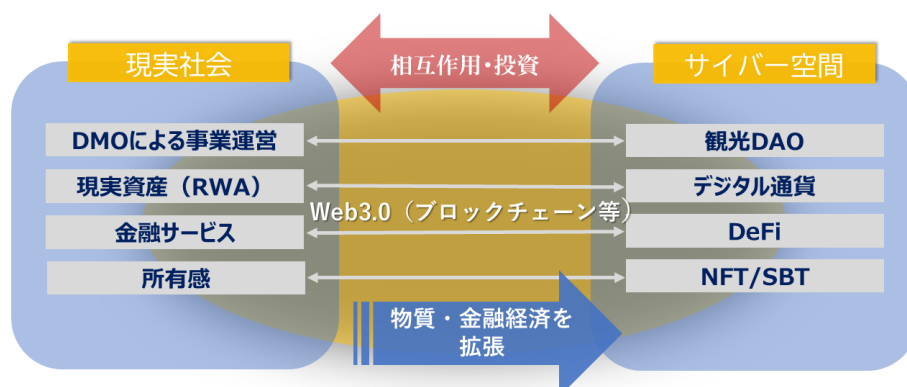 現実社会
相互作用・投資
サイバー空間
DMOによる事業運営
観光DAO
現実資産（RWA）
デジタル通貨
Web3.0（ブロックチェーン等）
金融サービス
DeFi
所有感
NFT/SBT
物質・金融経済を
拡張